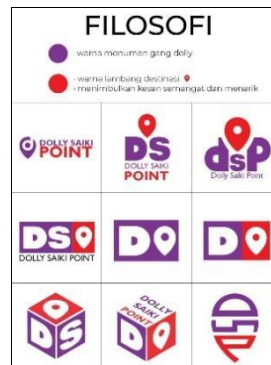 FILOSOFI
warna monumen gang dolly
- warna lambang destinasi
- menimbulkan kesan semangat dan menarik
DOLLY SAIKI
POINT
DS
DOLLY SAIKI
POINT
dsp
Dolly Saiki Point
DS
DOLLY SAIKI POINT
D
D
DS
DOLLY SAIKI
POINT
D
DSP